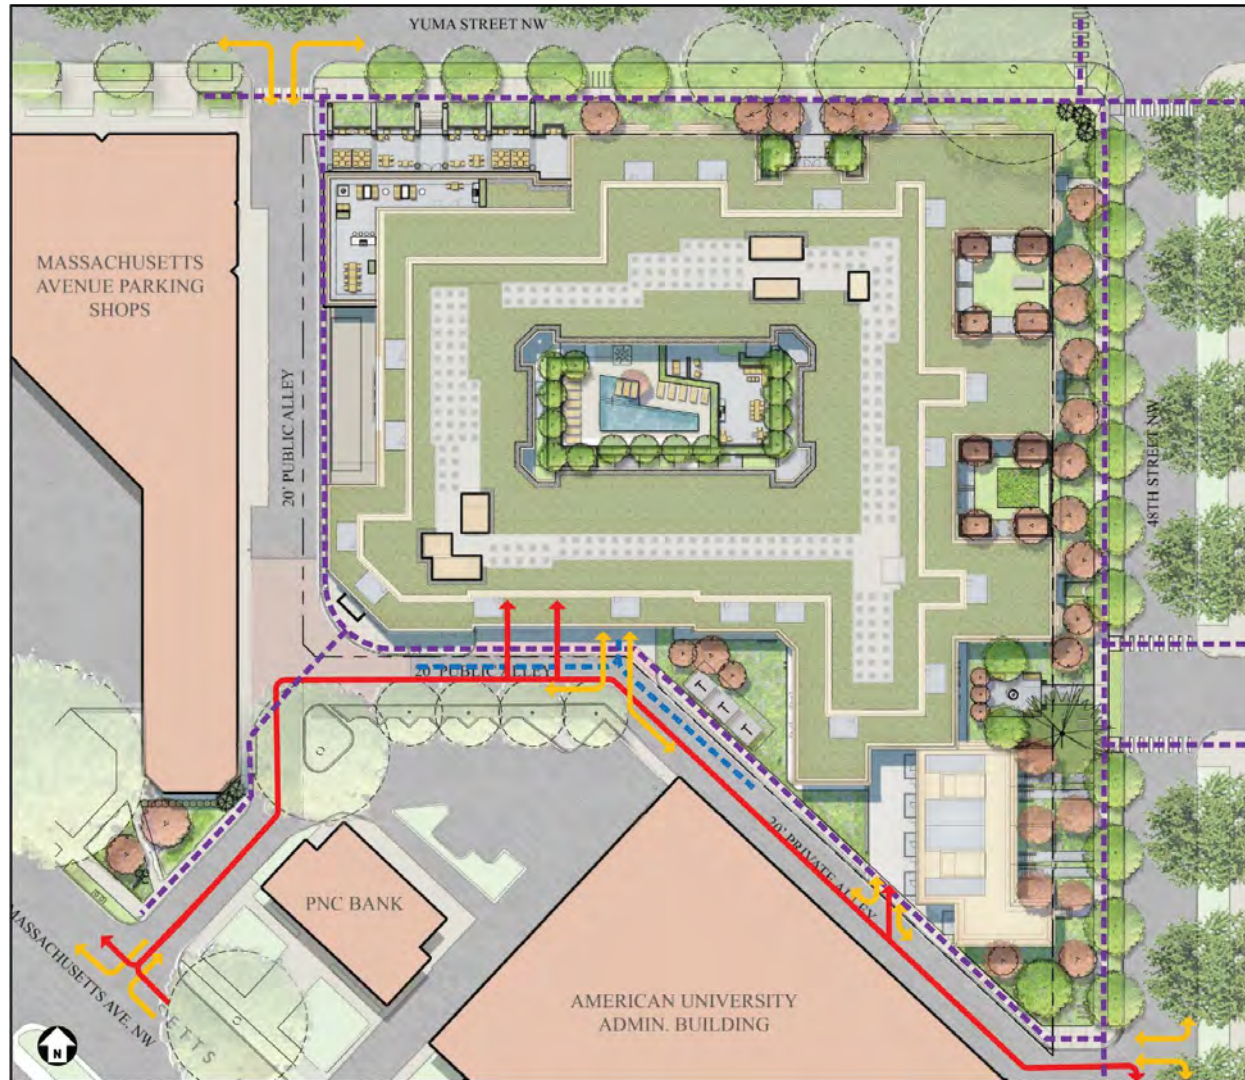 YUMA STREET NW
MASSACHUSETTS
AVENUE PARKING
SHOPS
20' PUBLIC ALLEY
48TH STREET NW
20' PUBLIC ALLEY
20' PRIVATE ALLEY
PNC BANK
MASSACHUSETTS AVE. NW
ETTS
AMERICAN UNIVERSITY
ADMIN. BUILDING
N